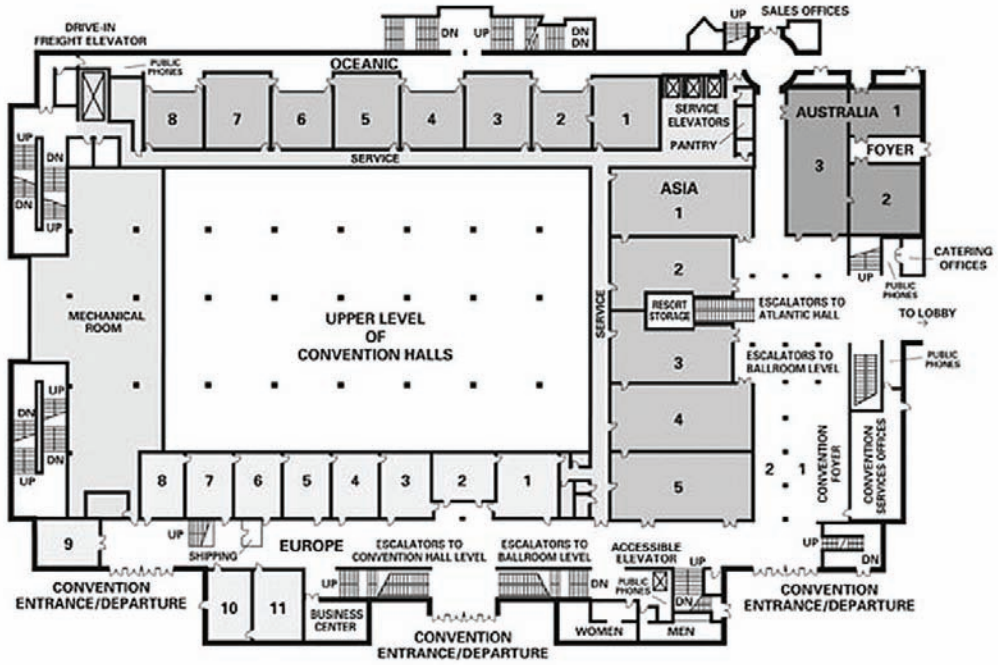 UP
SALES OFFICES
DRIVE-IN
FREIGHT ELEVATOR
DN
UP
DN
DN
PUBLIC
PHONES
OCEANIC
8
7
6
5
4
3
2
1
SERVICE
ELEVATORS
PANTRY
AUSTRALIA
1
FOYER
3
2
UP
DN
DN
UP
SERVICE
ASIA
1
2
UP
PUBLIC
PHONES
CATERING
OFFICES
MECHANICAL
ROOM
UPPER LEVEL
OF
CONVENTION HALLS
SERVICE
RESORT
STORAGE
ESCALATORS TO
ATLANTIC HALL
TO LOBBY
→
ESCALATORS TO
BALLROOM LEVEL
PUBLIC
PHONES
3
4
5
UP
DN
DN
UP
2
1
CONVENTION
FOYER
CONVENTION
SERVICES OFFICES
8
7
6
5
4
3
2
1
9
UP
SHIPPING
EUROPE
ESCALATORS TO
CONVENTION HALL LEVEL
ESCALATORS TO
BALLROOM LEVEL
ACCESSIBLE
ELEVATOR
UP
DN
UP
DN
CONVENTION
ENTRANCE/DEPARTURE
10
11
BUSINESS
CENTER
UP
DN
PUBLIC
PHONES
UP
DN
WOMEN
MEN
CONVENTION
ENTRANCE/DEPARTURE
CONVENTION
ENTRANCE/DEPARTURE